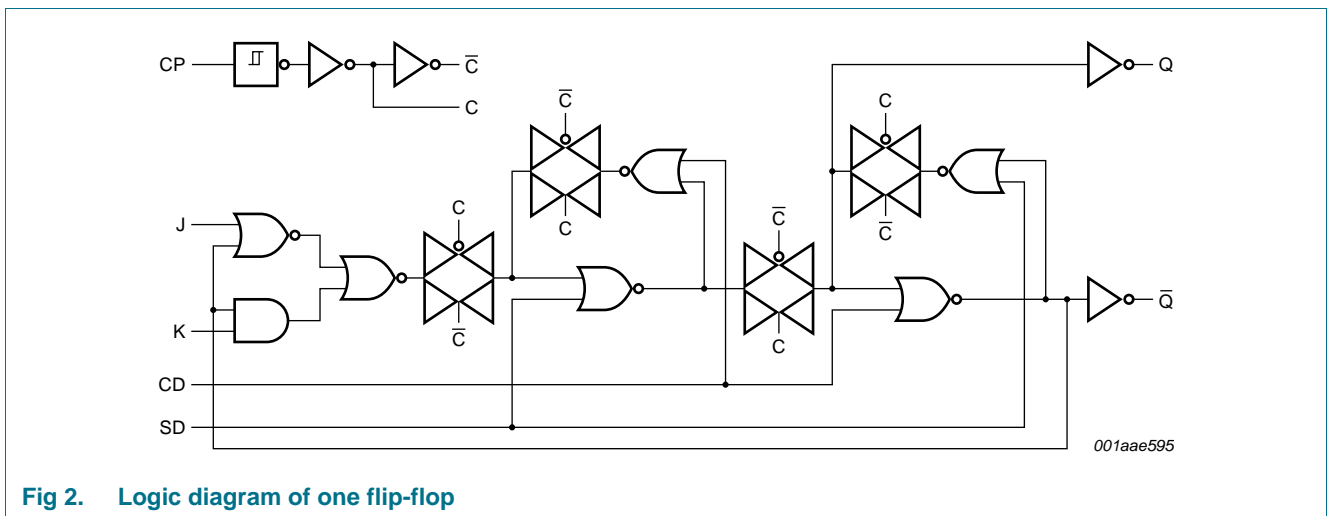 CP
C̅
C
Q
C̅
C
C
C̅
J
C
C̅
K
C̅
C
Q̅
CD
SD
001aae595
Fig 2. Logic diagram of one flip-flop